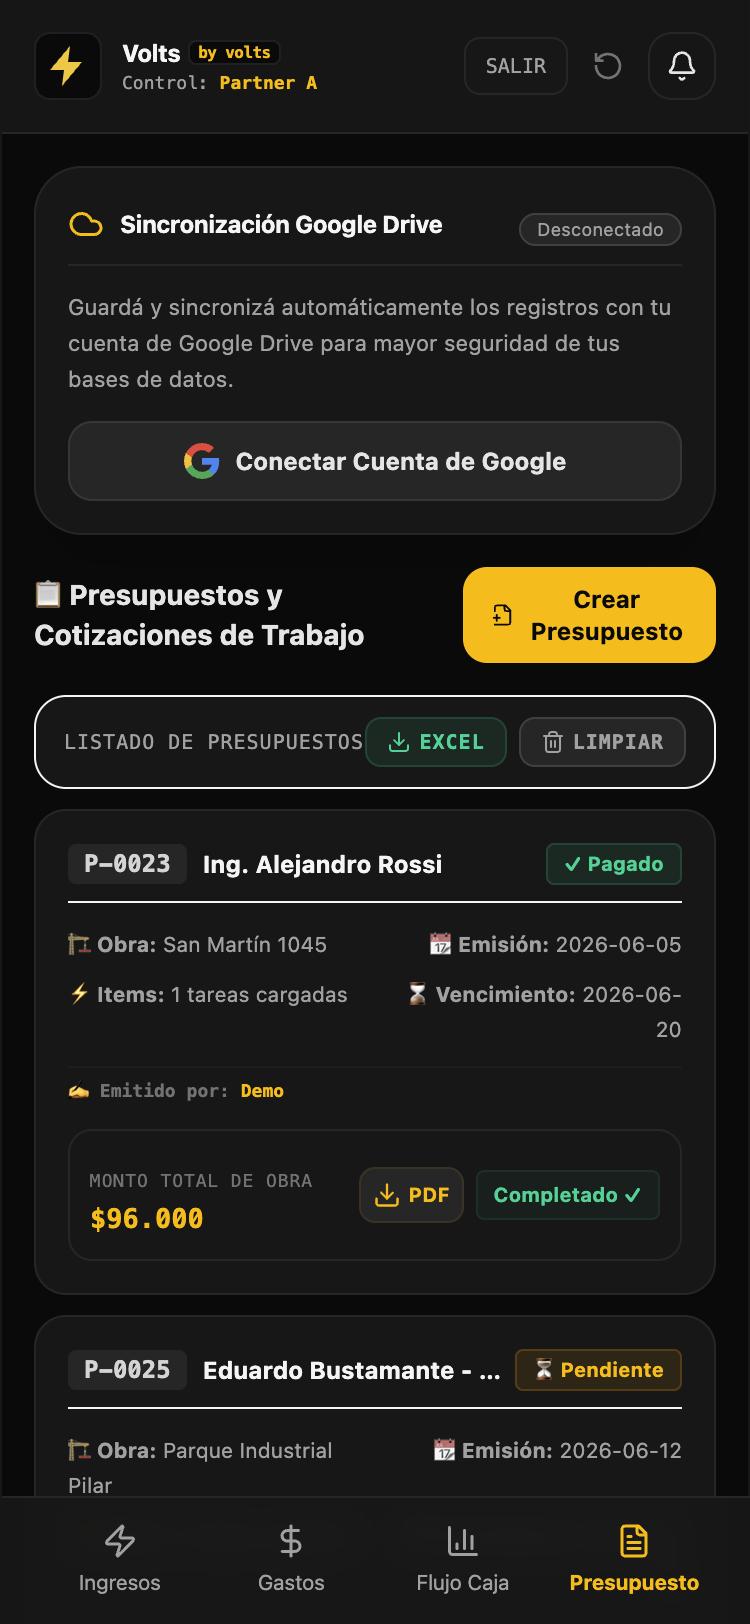 Volts by volts
Control: Partner A
SALIR
Sincronización Google Drive
Desconectado
Guardá y sincronizá automáticamente los registros con tu
cuenta de Google Drive para mayor seguridad de tus
bases de datos.
Conectar Cuenta de Google
📋 Presupuestos y
Cotizaciones de Trabajo
Crear
Presupuesto
LISTADO DE PRESUPUESTOS
EXCEL
LIMPIAR
P-0023
Ing. Alejandro Rossi
✓ Pagado
🏗️ Obra: San Martín 1045
📆 Emisión: 2026-06-05
⚡ Items: 1 tareas cargadas
⏳ Vencimiento: 2026-06-
20
✍️ Emitido por: Demo
MONTO TOTAL DE OBRA
$96.000
PDF
Completado ✓
P-0025
Eduardo Bustamante - ...
⏳ Pendiente
🏗️ Obra: Parque Industrial
Pilar
📆 Emisión: 2026-06-12
Ingresos
Gastos
Flujo Caja
Presupuesto